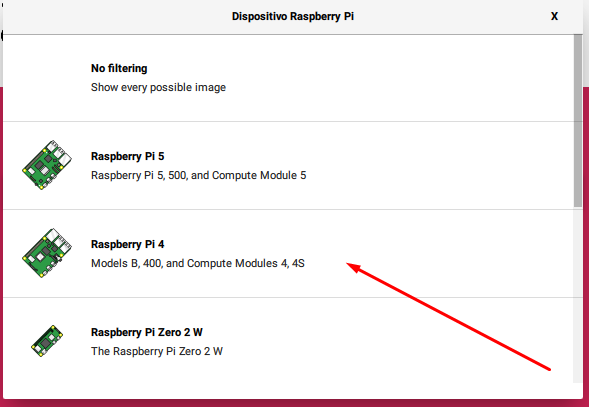 Dispositivo Raspberry Pi
X
No filtering
Show every possible image
Raspberry Pi 5
Raspberry Pi 5, 500, and Compute Module 5
Raspberry Pi 4
Models B, 400, and Compute Modules 4, 4S
Raspberry Pi Zero 2 W
The Raspberry Pi Zero 2 W